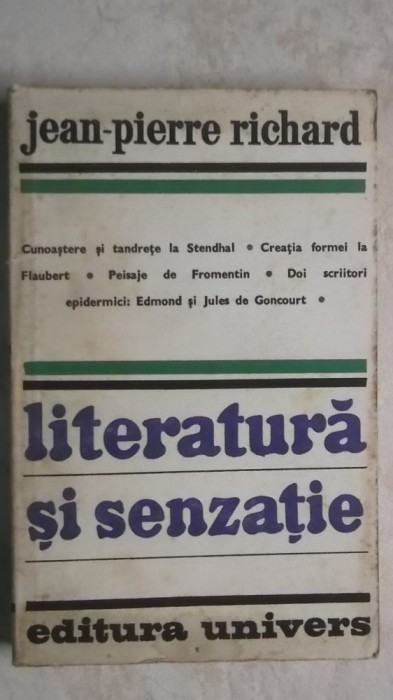 jean-pierre richard
Cunoaștere și tandrețe la Stendhal • Creația formei la
Flaubert • Peisaje de Fromentin • Doi scriitori
epidermici: Edmond și Jules de Goncourt •
literatură
și senzație
editura univers